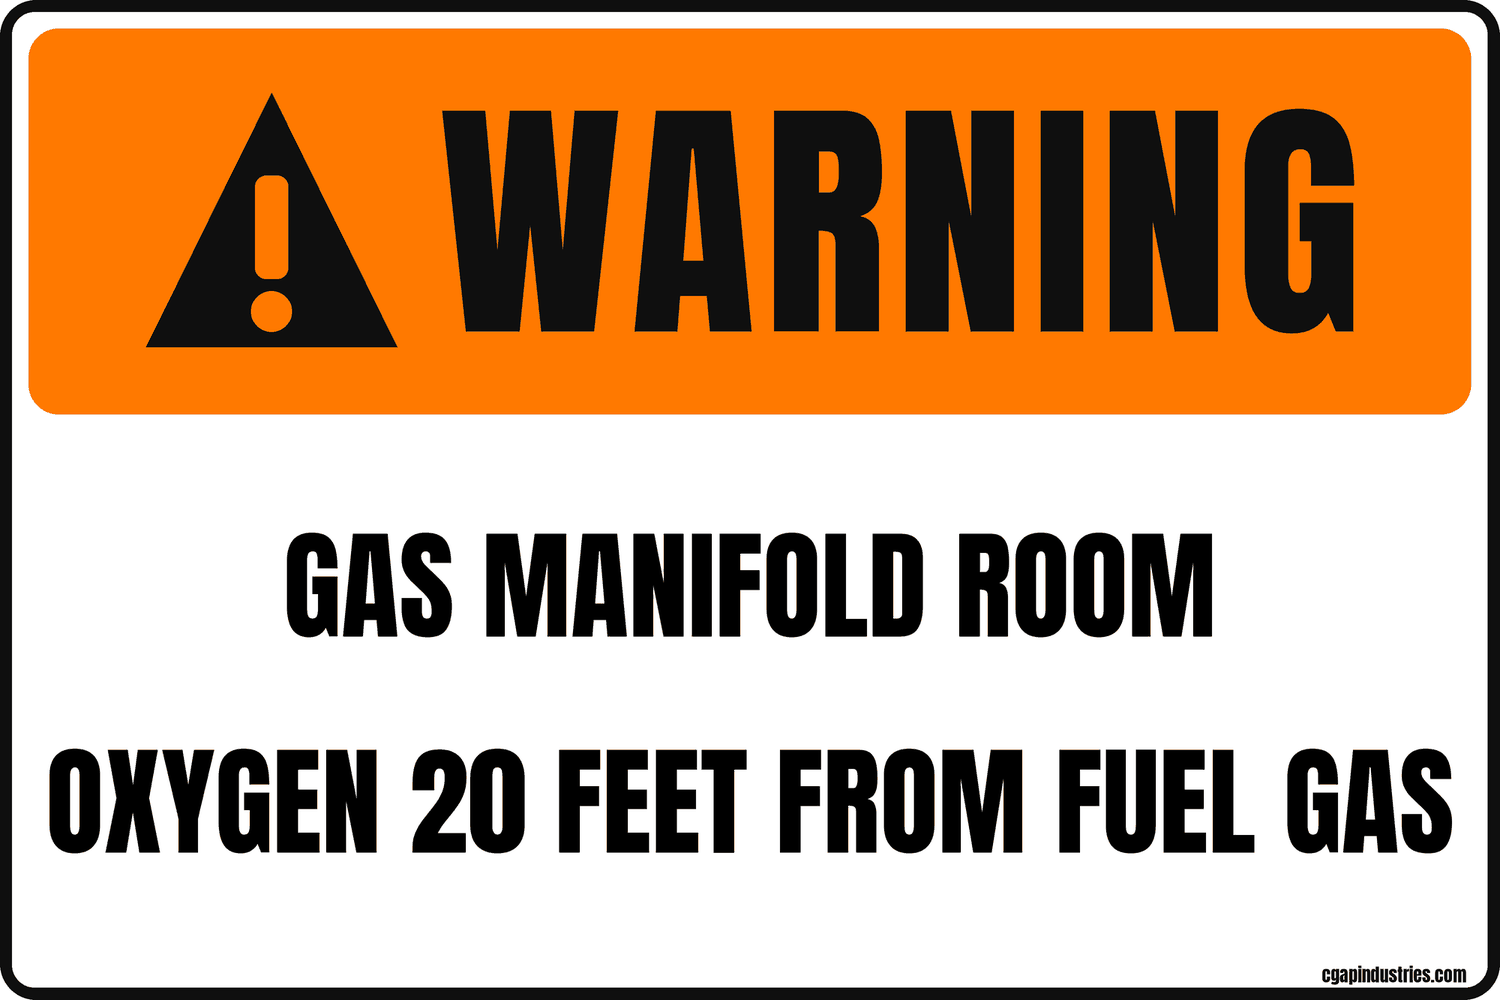 WARNING
GAS MANIFOLD ROOM
OXYGEN 20 FEET FROM FUEL GAS
cgapindustries.com